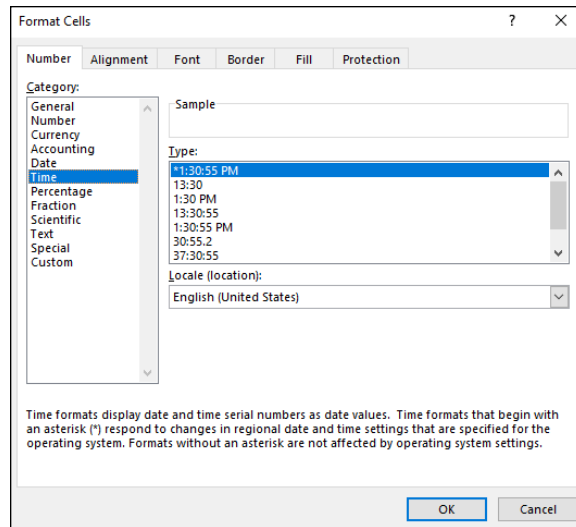 Format Cells
?
Number Alignment Font Border Fill Protection
Category:
General
Number
Currency
Accounting
Date
Time
Percentage
Fraction
Scientific
Text
Special
Custom
Sample
Type:
*1:30:55 PM
13:30
1:30 PM
13:30:55
1:30:55 PM
30:55.2
37:30:55
Locale (location):
English (United States)
Time formats display date and time serial numbers as date values.  Time formats that begin with
an asterisk (*) respond to changes in regional date and time settings that are specified for the
operating system. Formats without an asterisk are not affected by operating system settings.
OK Cancel